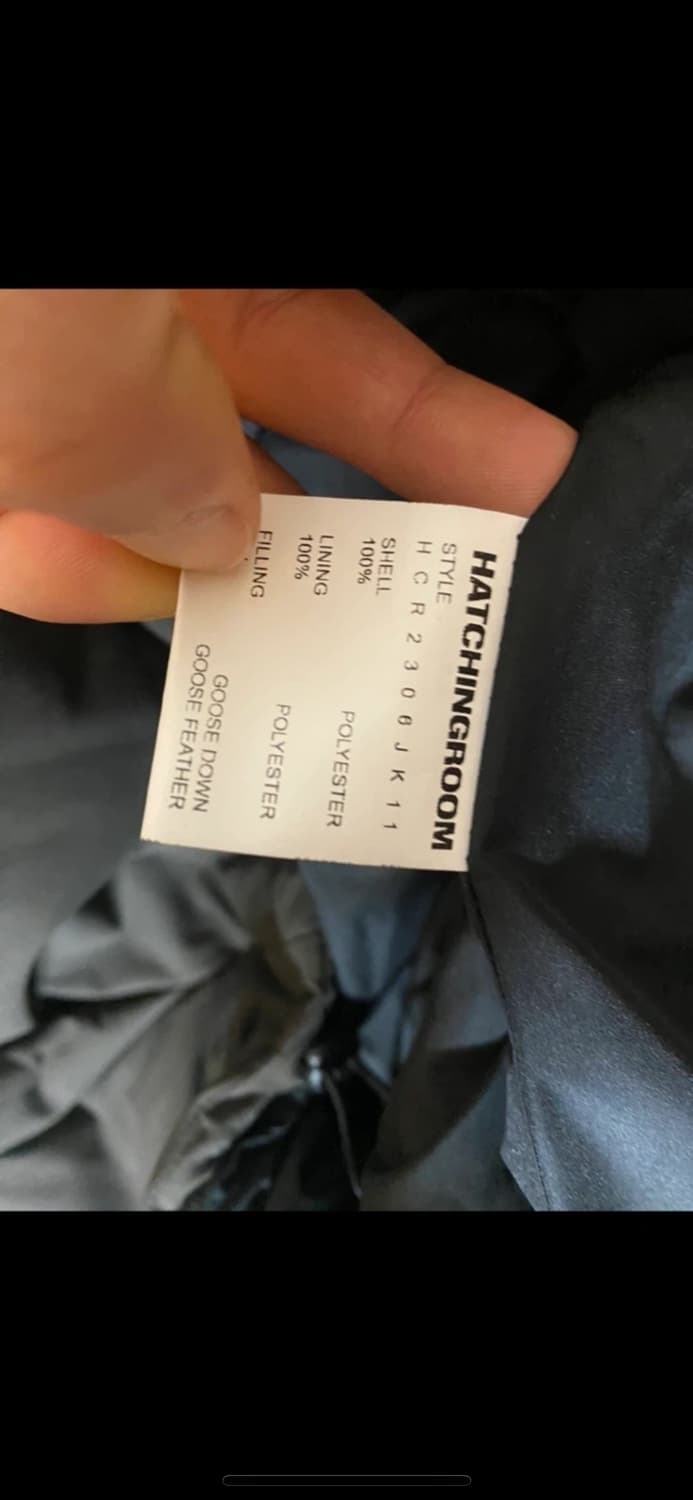 HATCHINGROOM
STYLE
H C R 2 3 0 6 J K 1 1
SHELL
100% POLYESTER
LINING
100% POLYESTER
FILLING
GOOSE DOWN
GOOSE FEATHER